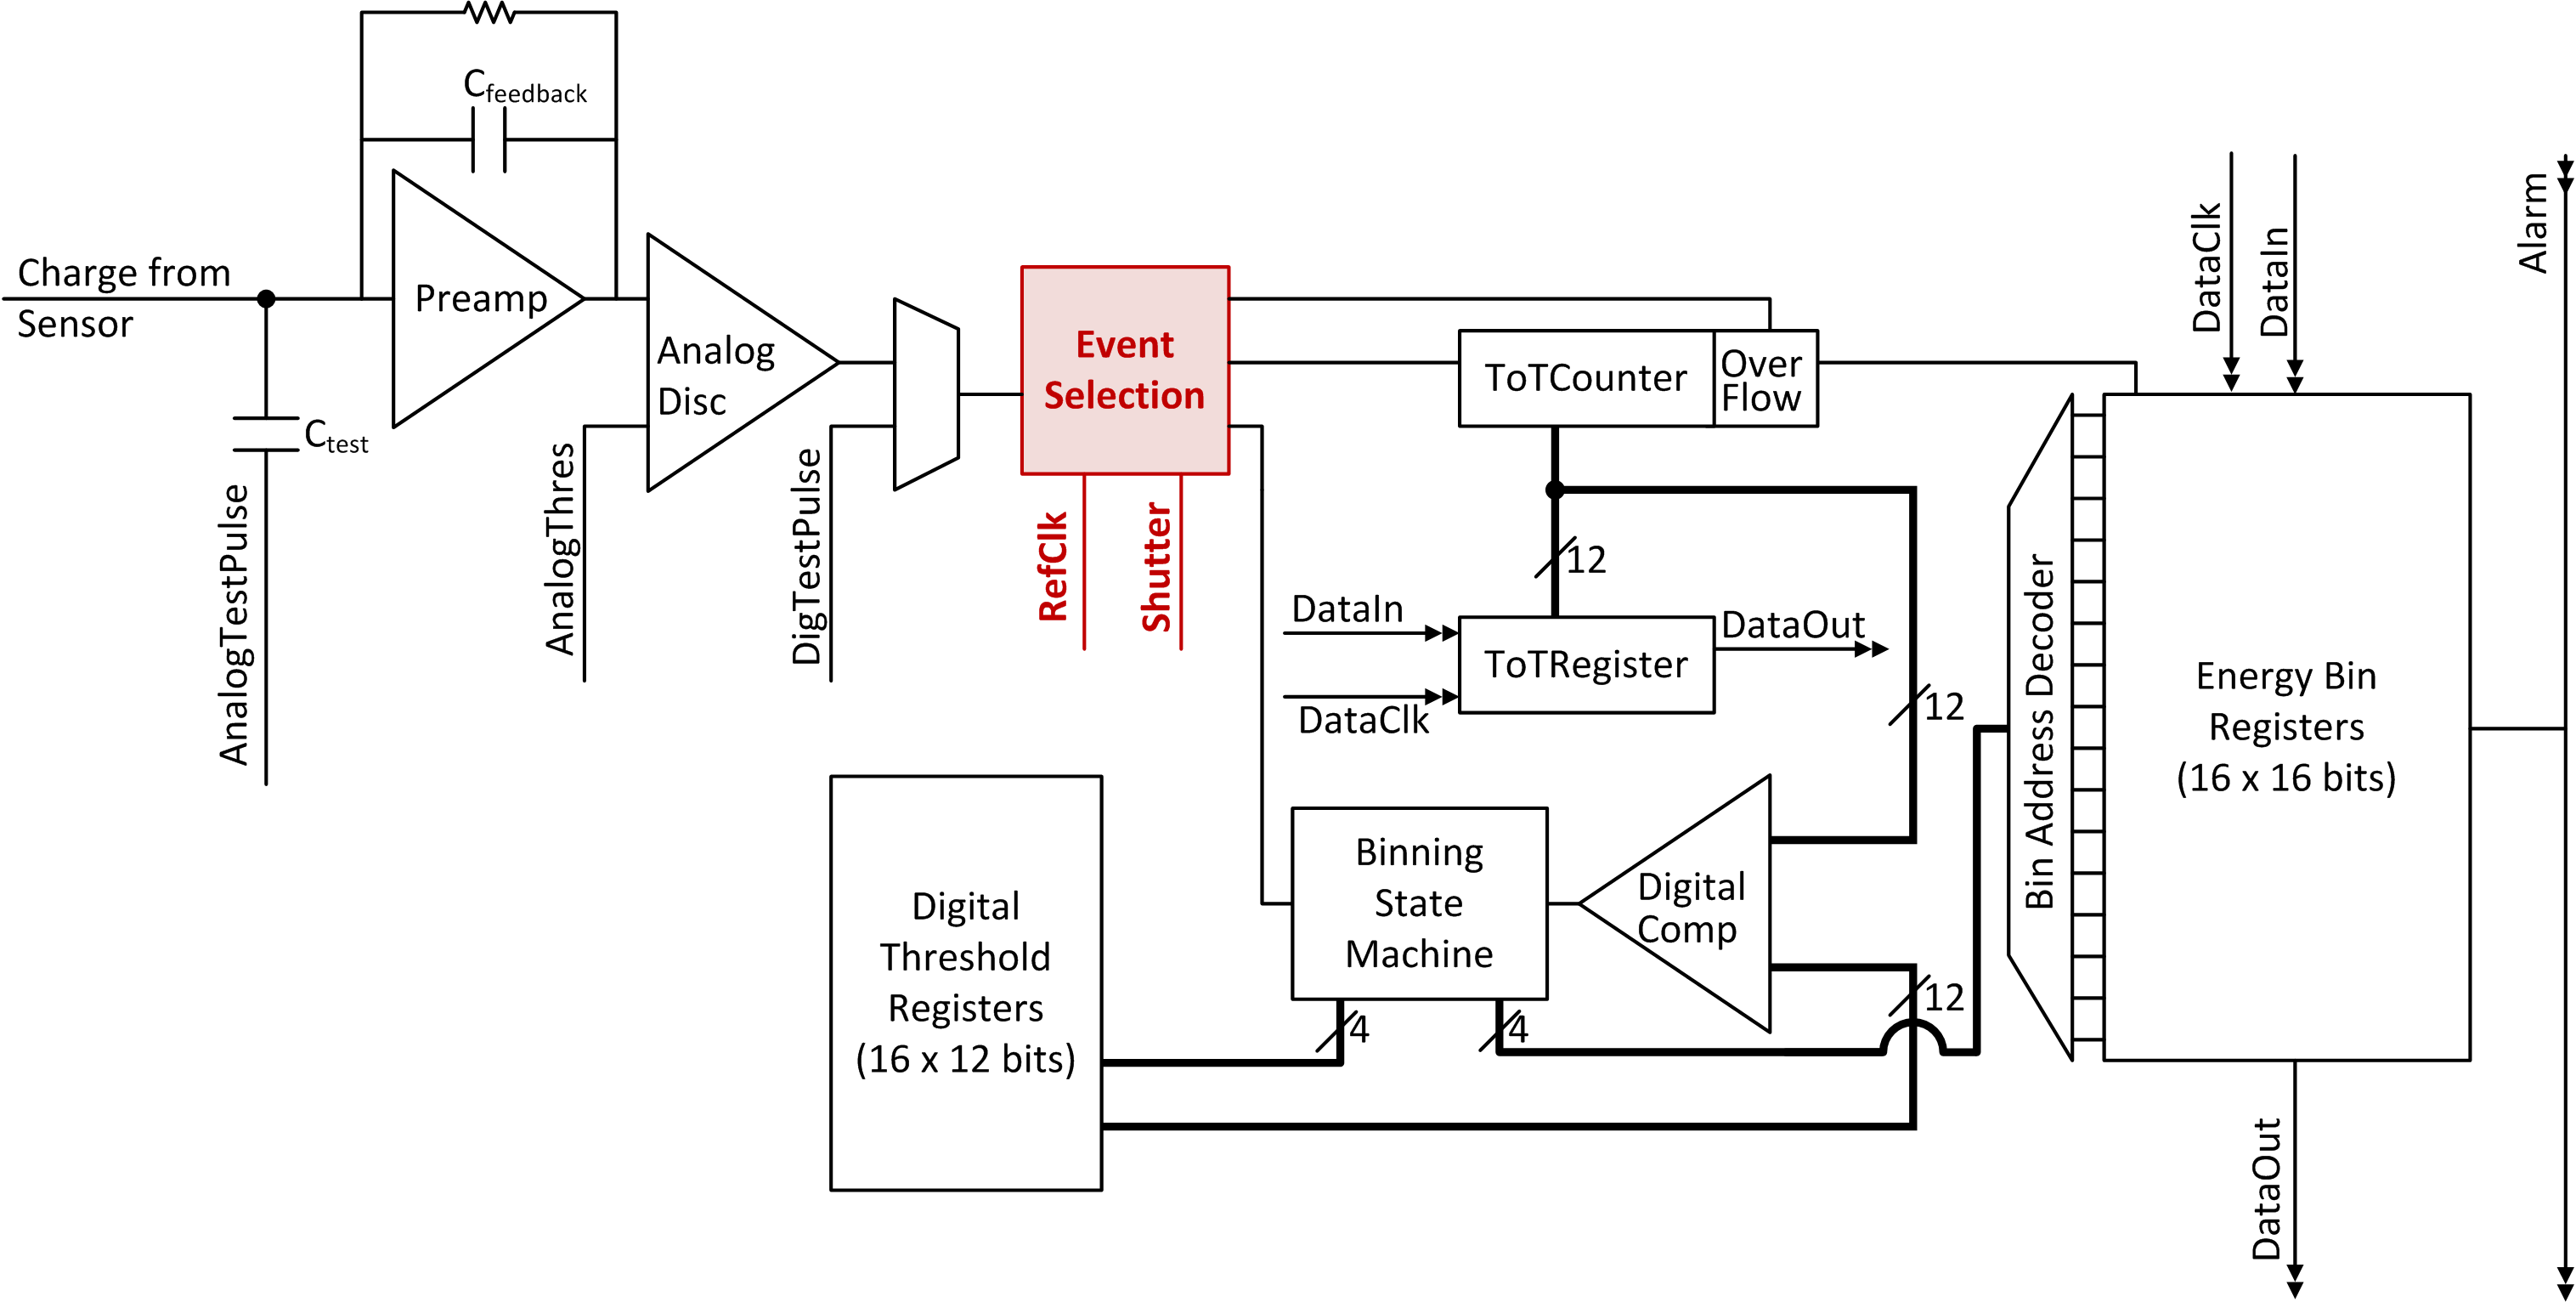 C feedback
Charge from
Sensor
Preamp
C test
AnalogTestPulse
Analog
Disc
AnalogThres
DigTestPulse
Event
Selection
RefClk
Shutter
ToTCounter
Over
Flow
12
DataIn
DataClk
ToTRegister
DataOut
12
Digital
Threshold
Registers
(16 x 12 bits)
Binning
State
Machine
4
4
Digital
Comp
12
Bin Address Decoder
DataClk
DataIn
Energy Bin
Registers
(16 x 16 bits)
DataOut
Alarm